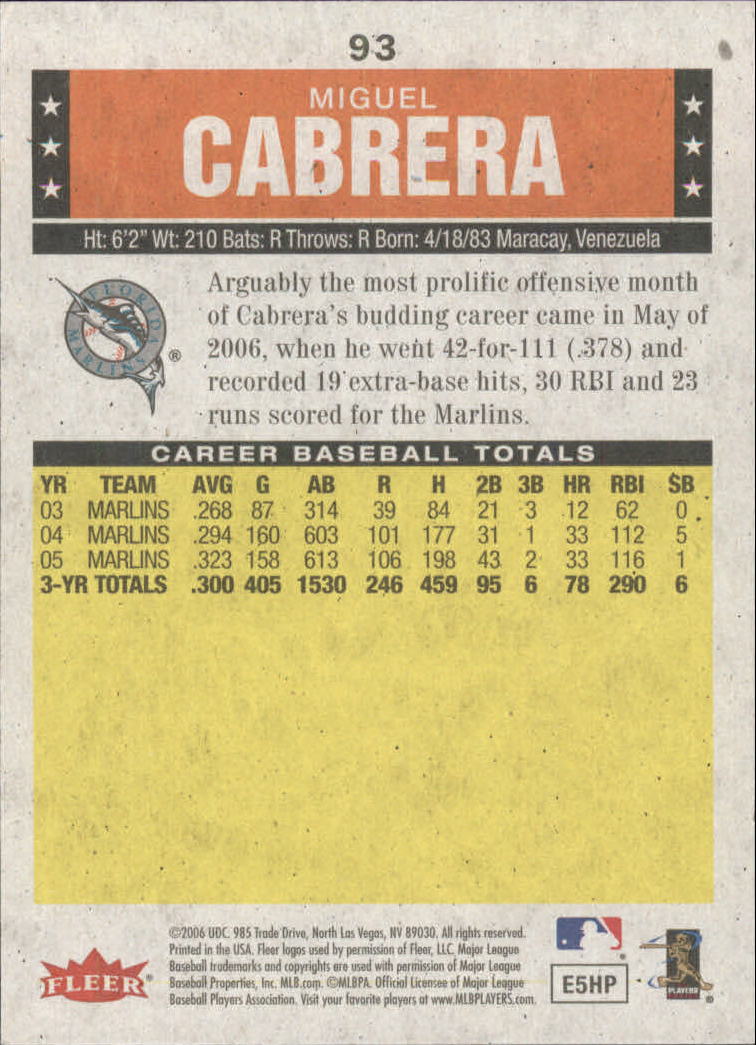 93
MIGUEL
CABRERA
Ht: 6'2" Wt: 210 Bats: R Throws: R Born: 4/18/83 Maracay, Venezuela
FLORIDA
MARLINS
®
Arguably the most prolific offensive month
of Cabrera's budding career came in May of
2006, when he went 42-for-111 (.378) and
recorded 19 extra-base hits, 30 RBI and 23
runs scored for the Marlins.
CAREER BASEBALL TOTALS
YR TEAM AVG G AB R H 2B 3B HR RBI SB
03 MARLINS .268 87 314 39 84 21 3 12 62 0
04 MARLINS .294 160 603 101 177 31 1 33 112 5
05 MARLINS .323 158 613 106 198 43 2 33 116 1
3-YR TOTALS .300 405 1530 246 459 95 6 78 290 6
©2006 UDC. 985 Trade Drive, North Las Vegas, NV 89030. All rights reserved.
Printed in the USA. Fleer logos used by permission of Fleer, LLC. Major League
Baseball trademarks and copyrights are used with permission of Major League
Baseball Properties, Inc. MLB.com. ©MLBPA. Official Licensee of Major League
Baseball Players Association. Visit your favorite players at www.MLBPLAYERS.com.
FLEER®
®
E5HP
PLAYERS
®